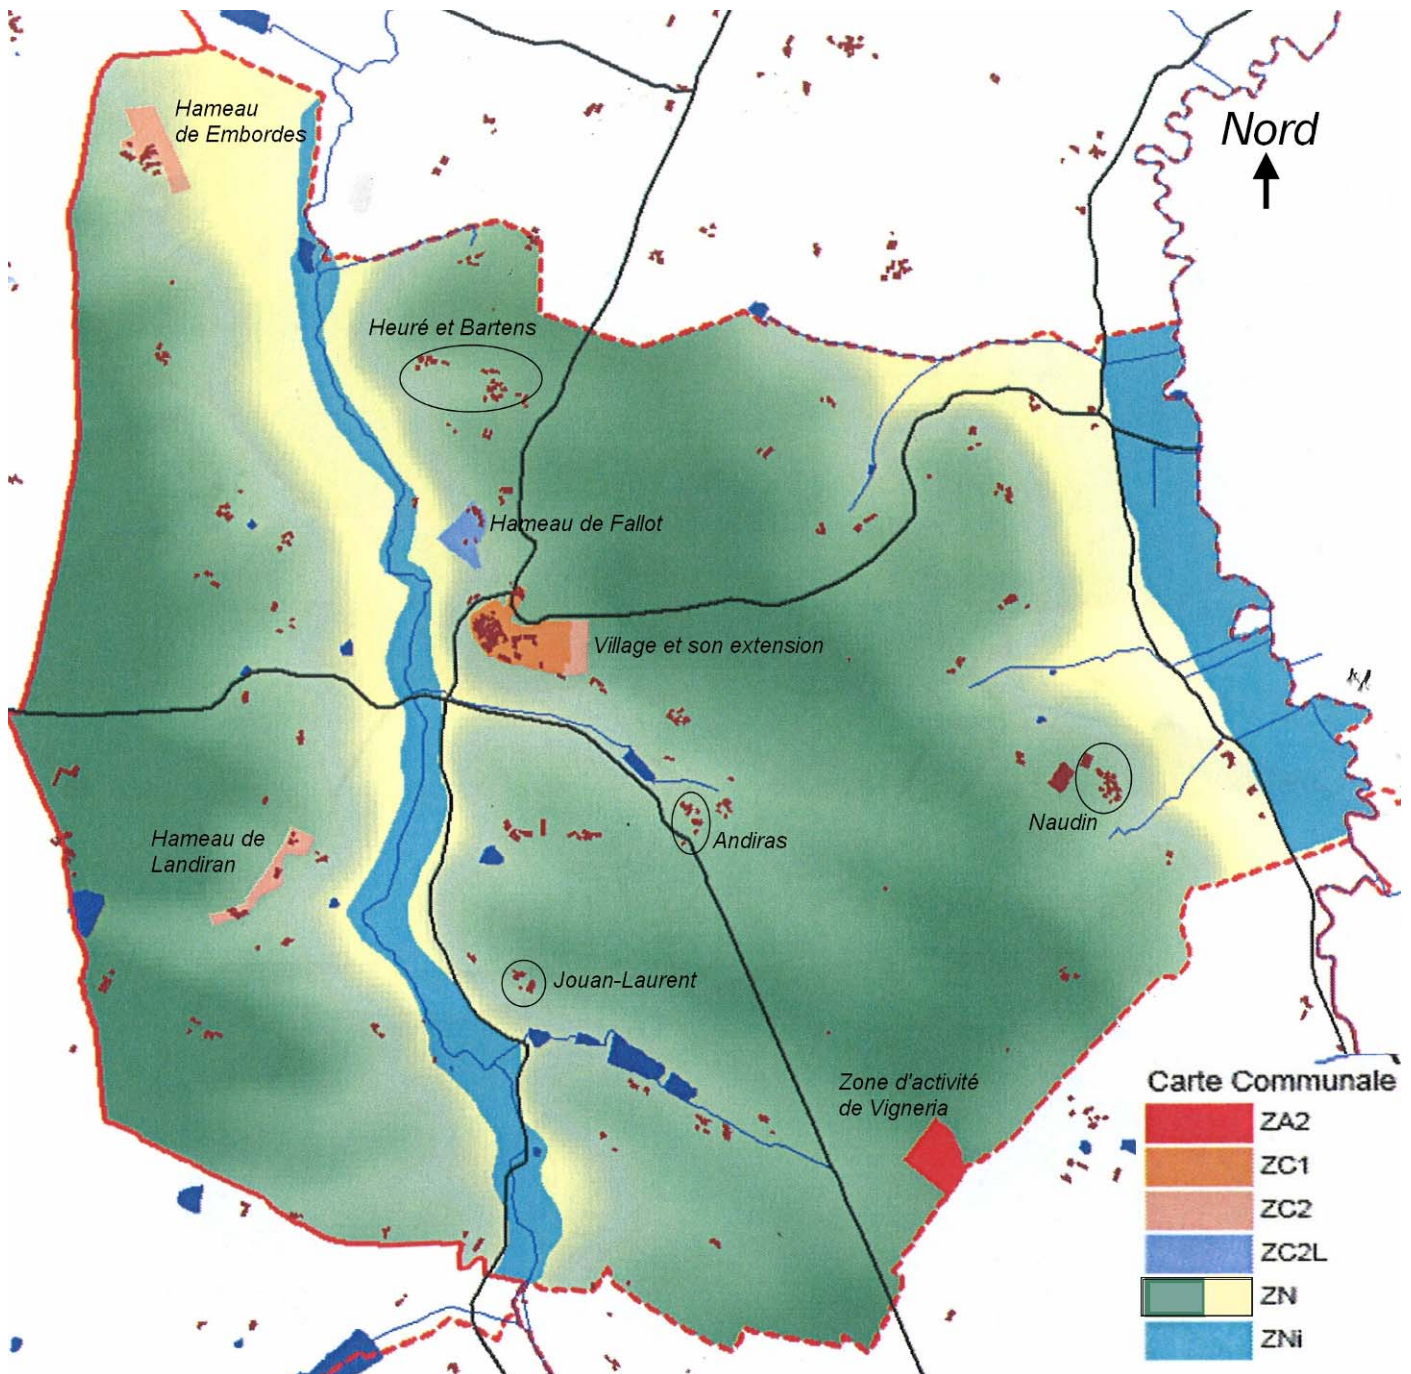 Hameau
de Embordes
Nord
Heuré et Bartens
Hameau de Fallot
Village et son extension
Hameau de
Landiran
Andiras
Naudin
Jouan-Laurent
Zone d'activité
de Vigneria
Carte Communale
ZA2
ZC1
ZC2
ZC2L
ZN
ZNi